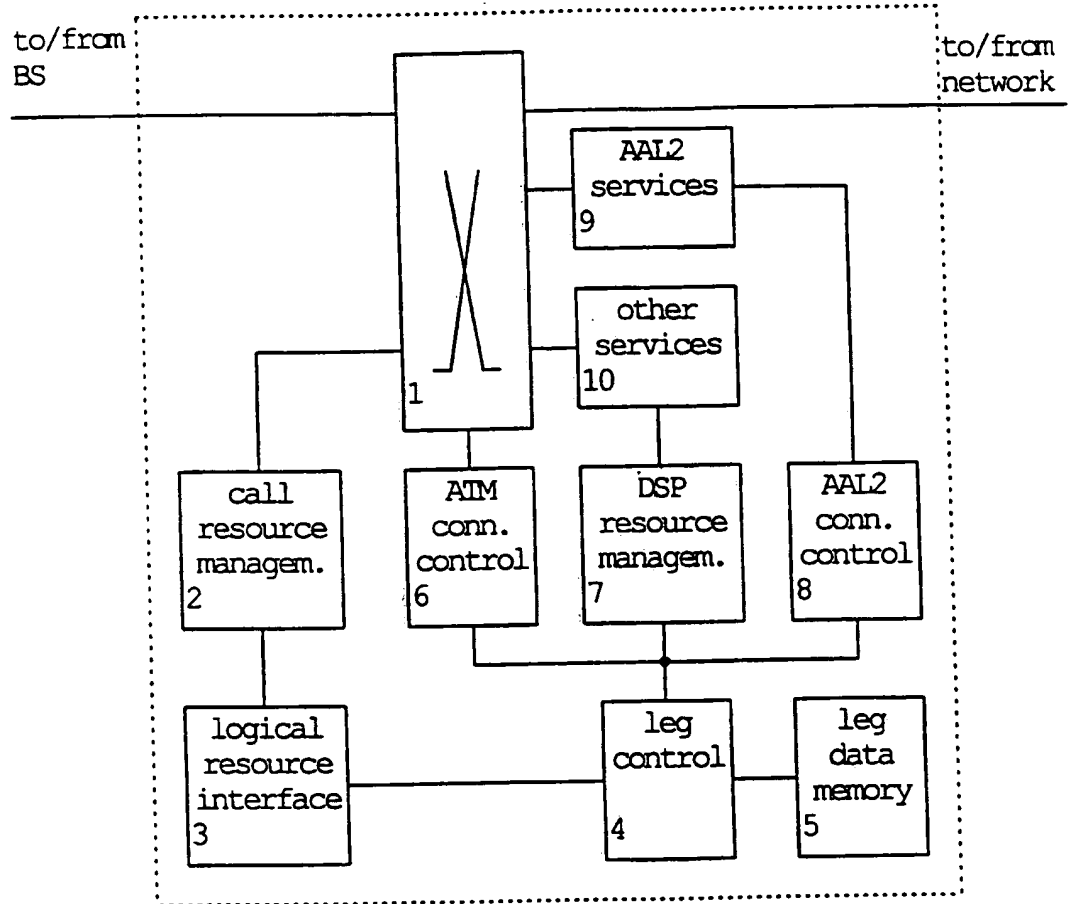 to/from
BS
to/from
network
1
AAL2
services
9
other
services
10
call
resource
managem.
2
ATM
conn.
control
6
DSP
resource
managem.
7
AAL2
conn.
control
8
logical
resource
interface
3
leg
control
4
leg
data
memory
5